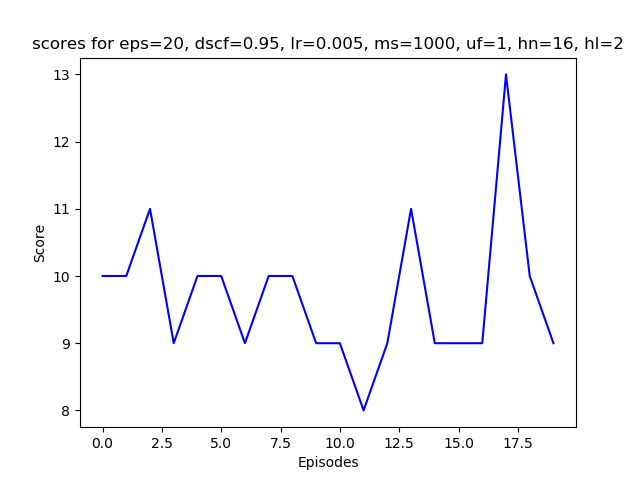 scores for eps=20, dscf=0.95, lr=0.005, ms=1000, uf=1, hn=16, hl=2
13
12
11
10
9
8
Score
0.0 2.5 5.0 7.5 10.0 12.5 15.0 17.5
Episodes